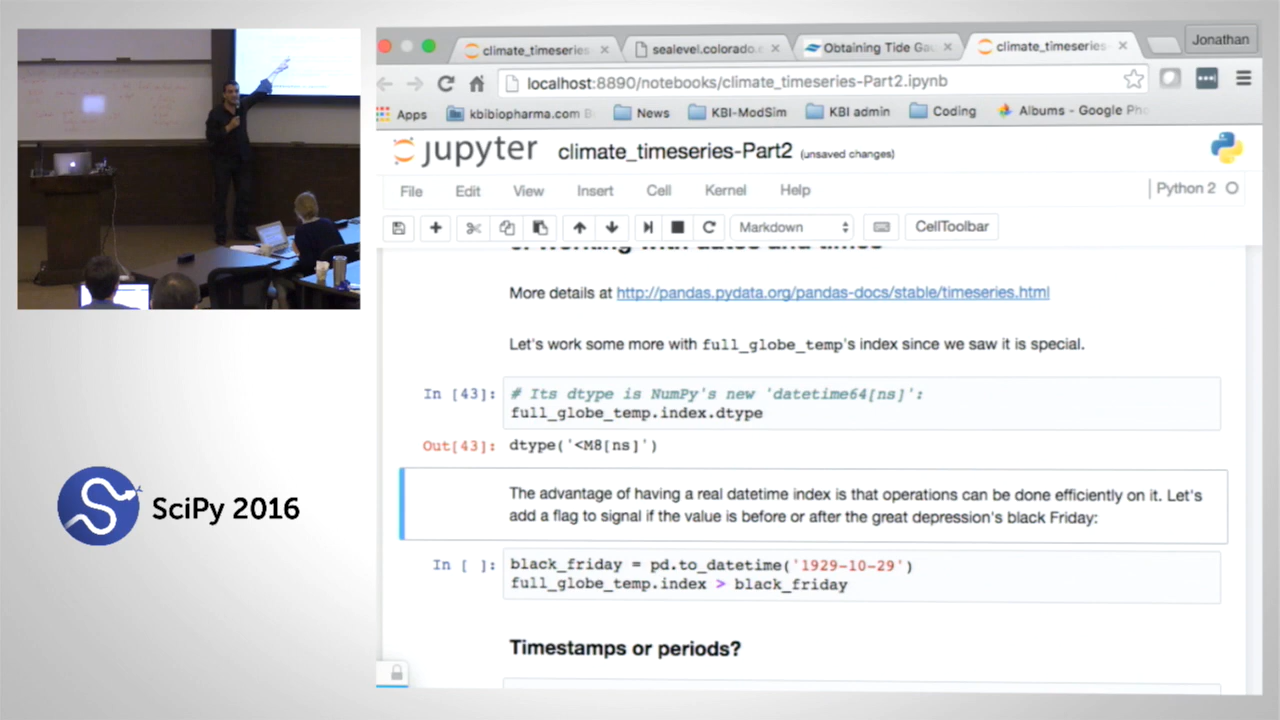 climate_timeseries
sealevel.colorado.e
Obtaining Tide Gau
climate_timeseries
Jonathan
localhost:8890/notebooks/climate_timeseries-Part2.ipynb
Apps
kbibiopharma.com
News
KBI-ModSim
KBI admin
Coding
Albums - Google Pho
jupyter climate_timeseries-Part2 (unsaved changes)
File Edit View Insert Cell Kernel Help
Python 2
Markdown
CellToolbar
working with dates and times
More details at http://pandas.pydata.org/pandas-docs/stable/timeseries.html
Let's work some more with full_globe_temp's index since we saw it is special.
In [43]: # Its dtype is NumPy's new 'datetime64[ns]':
full_globe_temp.index.dtype
Out[43]: dtype('<M8[ns]')
The advantage of having a real datetime index is that operations can be done efficiently on it. Let's
add a flag to signal if the value is before or after the great depression's black Friday:
In [ ]: black_friday = pd.to_datetime('1929-10-29')
full_globe_temp.index > black_friday
Timestamps or periods?
SciPy 2016